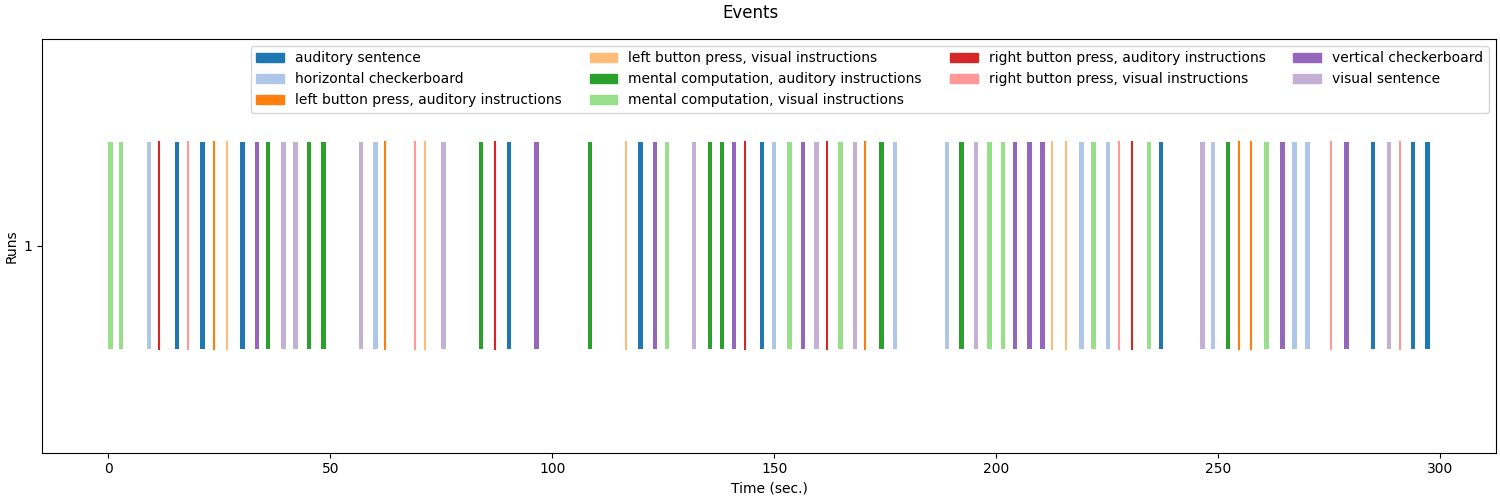 Events
auditory sentence
horizontal checkerboard
left button press, auditory instructions
left button press, visual instructions
mental computation, auditory instructions
mental computation, visual instructions
right button press, auditory instructions
right button press, visual instructions
vertical checkerboard
visual sentence
Runs
1
0 50 100 150 200 250 300
Time (sec.)